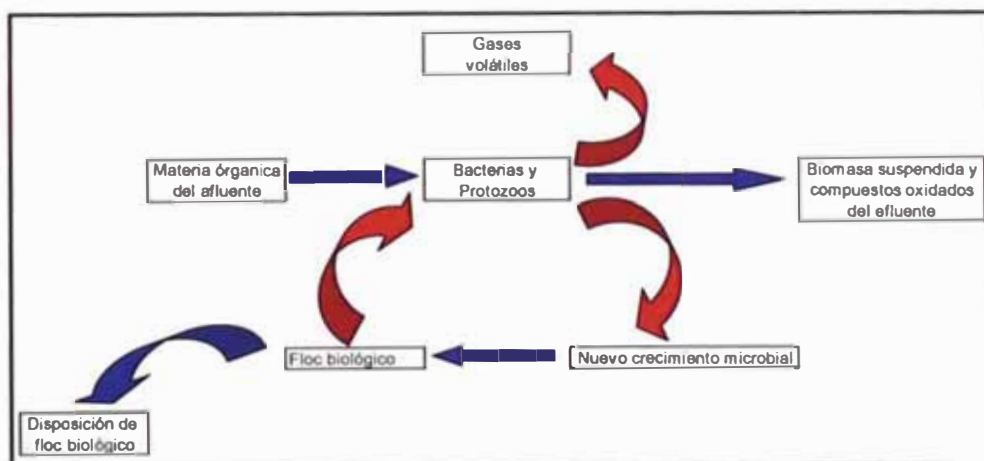 Gases
volátiles
Materia órganica
del afluente
Bacterias y
Protozoos
Biomasa suspendida y
compuestos oxidados
del efluente
Floc biológico
Nuevo crecimiento microbial
Disposición de
floc biológico